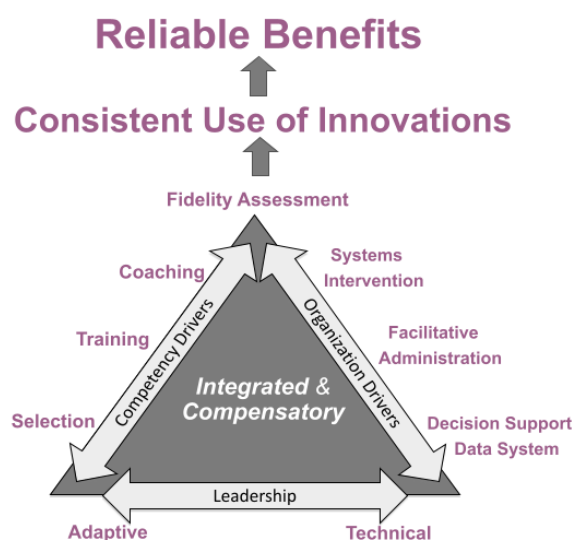 Reliable Benefits
Consistent Use of Innovations
Fidelity Assessment
Systems
Intervention
Coaching
Training
Selection
Competency Drivers
Organization Drivers
Facilitative
Administration
Integrated &
Compensatory
Decision Support
Data System
Leadership
Adaptive
Technical